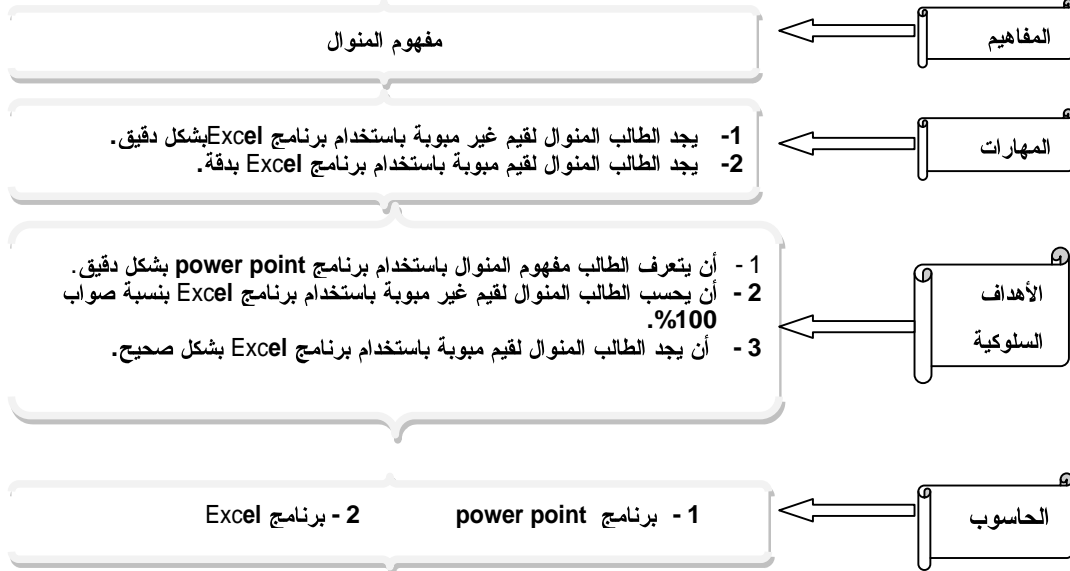 المفاهيم
مفهوم المنوال
المهارات
1- يجد الطالب المنوال لقيم غير مبوبة باستخدام برنامج Excelبشكل دقيق.
2- يجد الطالب المنوال لقيم مبوبة باستخدام برنامج Excel بدقة.
الأهداف
السلوكية
1 - أن يتعرف الطالب مفهوم المنوال باستخدام برنامج power point بشكل دقيق.
2 - أن يحسب الطالب المنوال لقيم غير مبوبة باستخدام برنامج Excel بنسبة صواب
100%.
3 - أن يجد الطالب المنوال لقيم مبوبة باستخدام برنامج Excel بشكل صحيح.
الحاسوب
1 - برنامج power point 2 - برنامج Excel